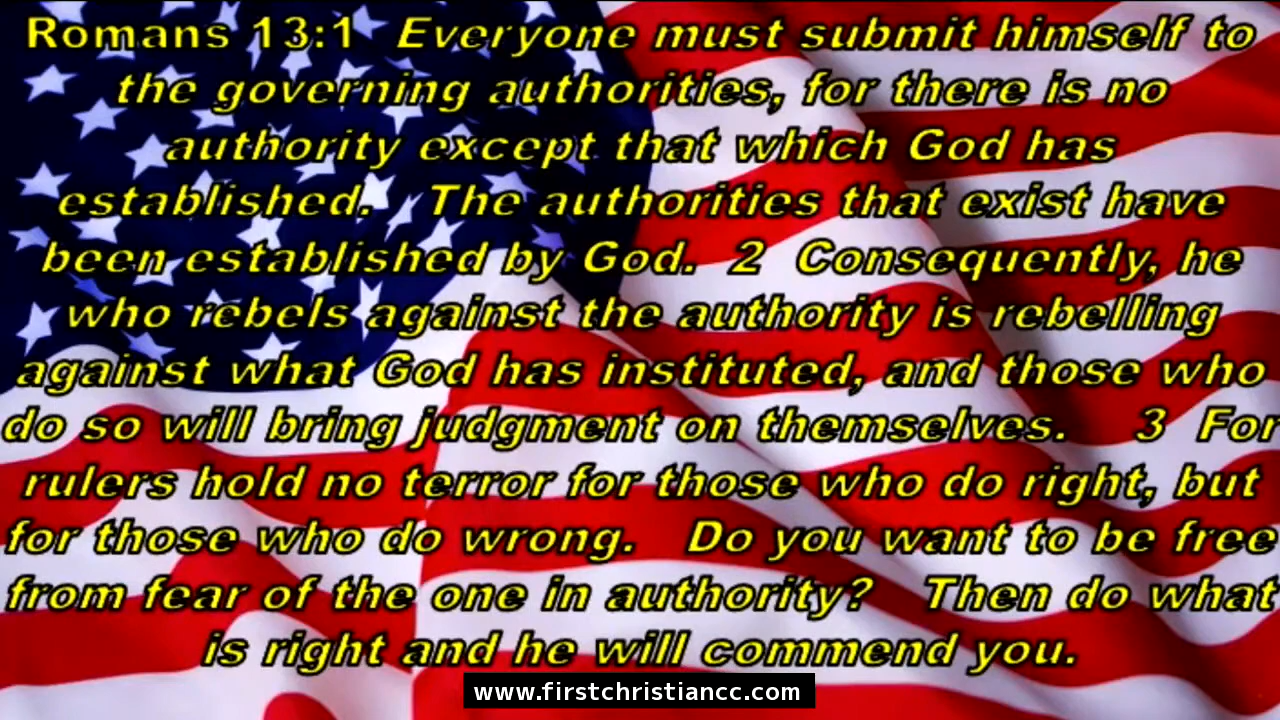 Romans 13:1 Everyone must submit himself to
the governing authorities, for there is no
authority except that which God has
established. The authorities that exist have
been established by God. 2 Consequently, he
who rebels against the authority is rebelling
against what God has instituted, and those who
do so will bring judgment on themselves. 3 For
rulers hold no terror for those who do right, but
for those who do wrong. Do you want to be free
from fear of the one in authority? Then do what
is right and he will commend you.
www.firstchristiancc.com